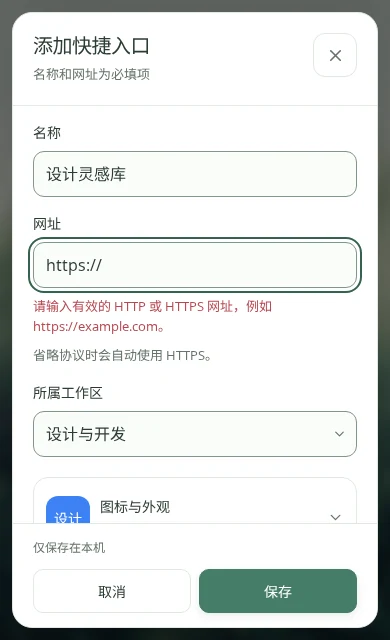 添加快捷入口
名称和网址为必填项
名称
设计灵感库
网址
https://
请输入有效的 HTTP 或 HTTPS 网址，例如
https://example.com。
省略协议时会自动使用 HTTPS。
所属工作区
设计与开发
图标与外观
设计
仅保存在本机
取消
保存